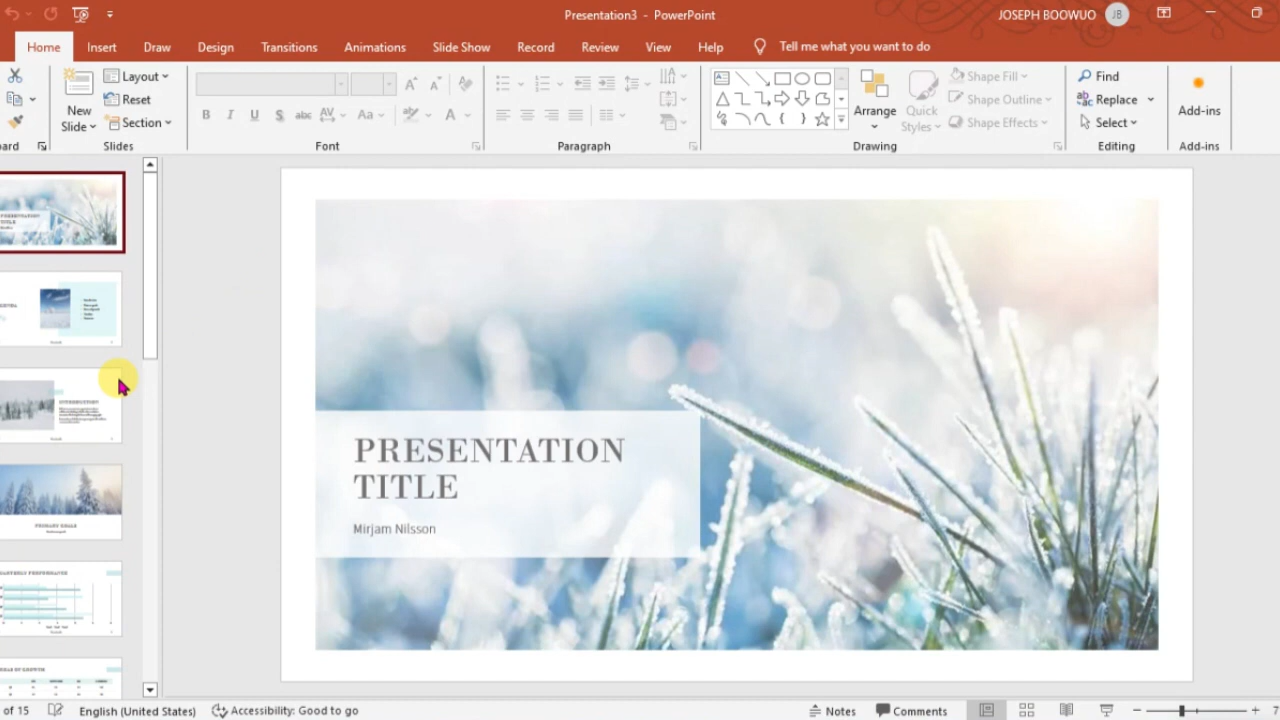 Presentation3 - PowerPoint
JOSEPH BOOWUO JB
Home Insert Draw Design Transitions Animations Slide Show Record Review View Help Tell me what you want to do
Layout
Reset
Section
New
Slide
Slides
Font
Paragraph
Arrange
Quick
Styles
Shape Fill
Shape Outline
Shape Effects
Drawing
Find
Replace
Select
Editing
Add-ins
Add-ins
PRESENTATION
TITLE
Mirjam Nilsson
of 15 English (United States) Accessibility: Good to go Notes Comments